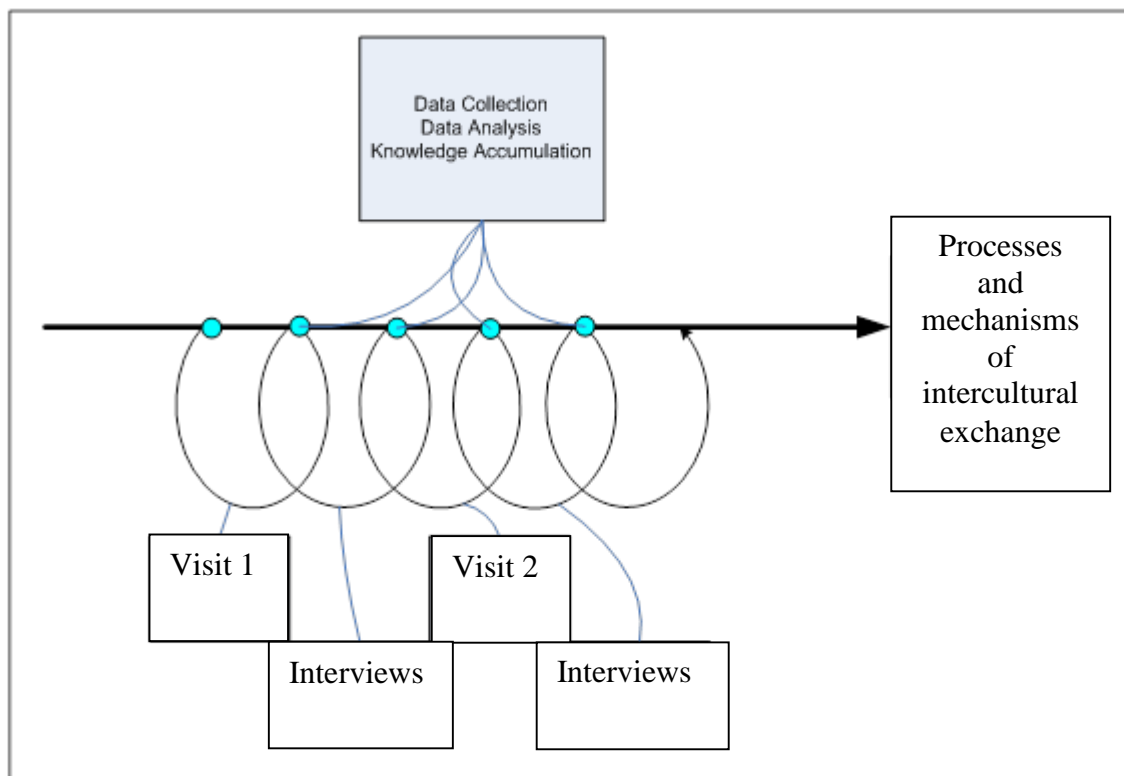 Data Collection
Data Analysis
Knowledge Accumulation
Processes
and
mechanisms
of
intercultural
exchange
Visit 1
Visit 2
Interviews
Interviews